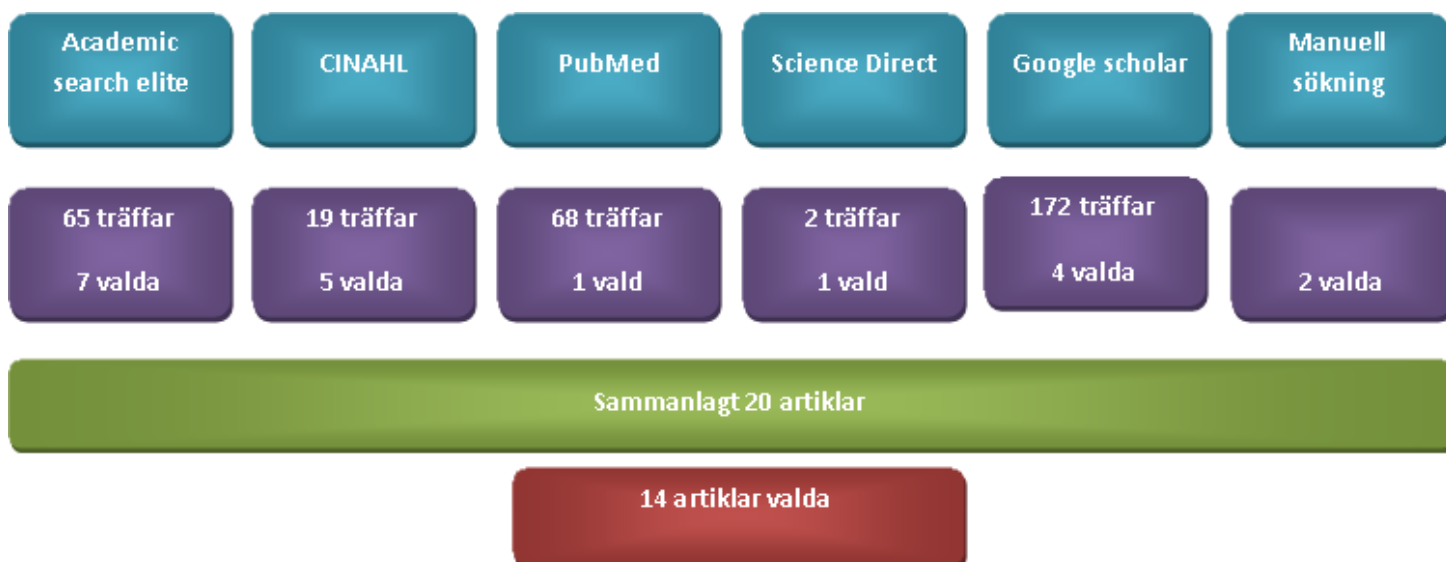 Academic
search elite
CINAHL
PubMed
Science Direct
Google scholar
Manuell
sökning
65 träffar
7 valda
19 träffar
5 valda
68 träffar
1 vald
2 träffar
1 vald
172 träffar
4 valda
2 valda
Sammanlagt 20 artiklar
14 artiklar valda